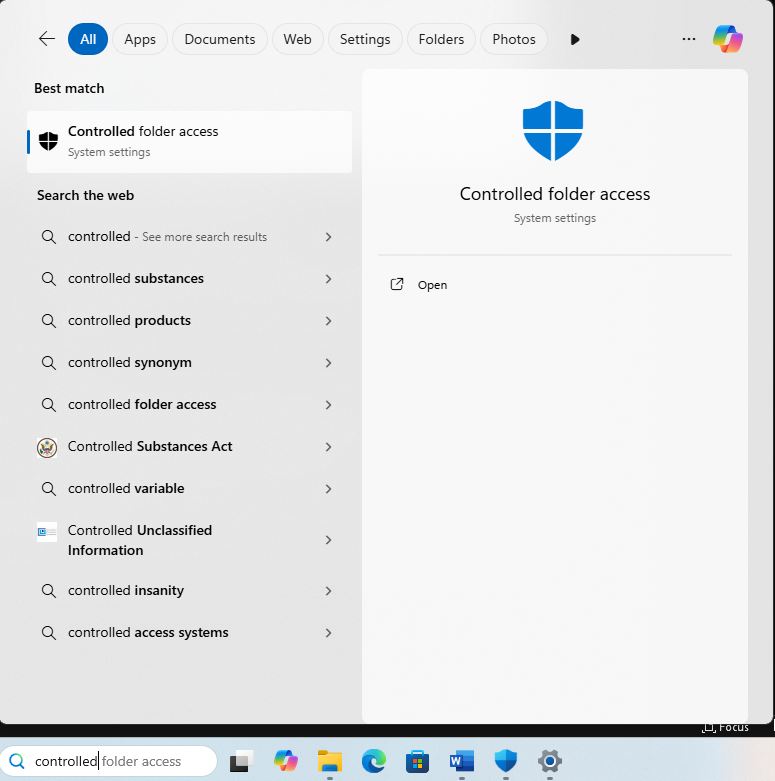 All
Apps
Documents
Web
Settings
Folders
Photos
Best match
Controlled folder access
System settings
Search the web
controlled - See more search results
controlled substances
controlled products
controlled synonym
controlled folder access
Controlled Substances Act
controlled variable
Controlled Unclassified
Information
controlled insanity
controlled access systems
Controlled folder access
System settings
Open
Focus
controlled folder access
W